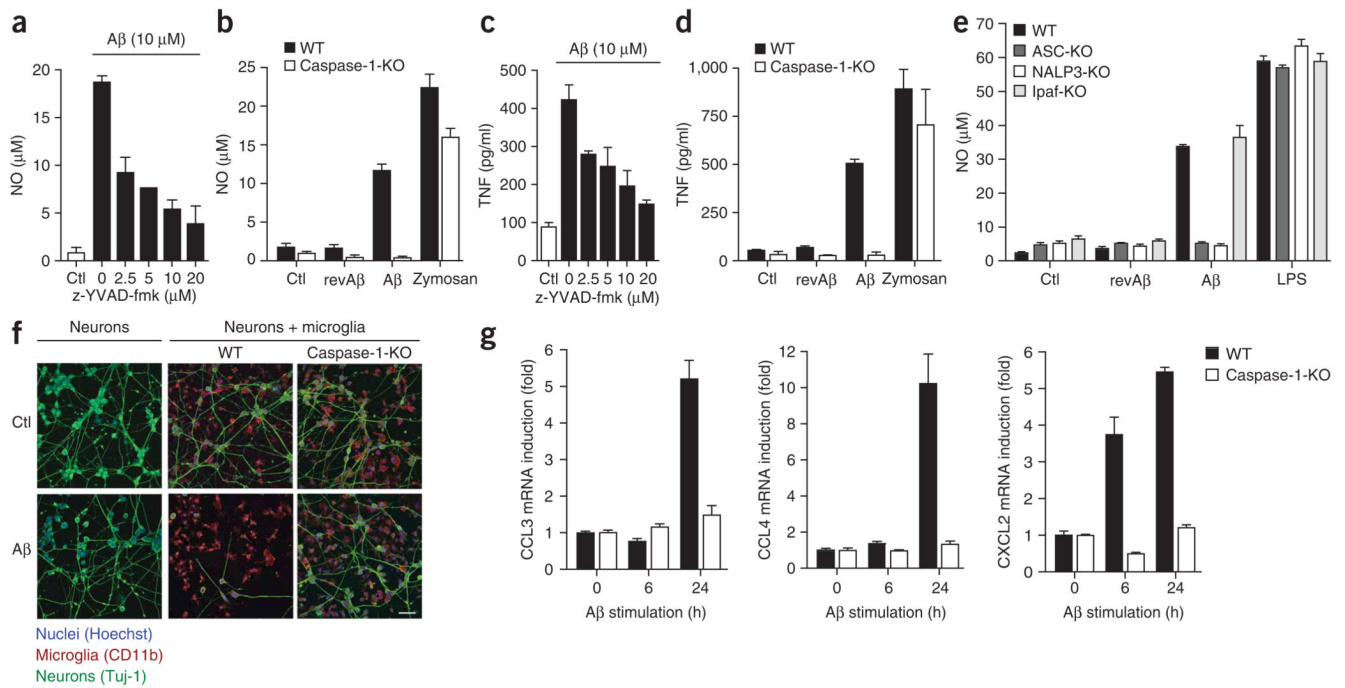 a
Aβ (10 μM)
NO (μM)
20
15
10
5
0
Ctl 0 2.5 5 10 20
z-YVAD-fmk (μM)
b
WT
Caspase-1-KO
NO (μM)
25
20
15
10
5
0
Ctl revAβ Aβ Zymosan
c
Aβ (10 μM)
TNF (pg/ml)
500
400
300
200
100
0
Ctl 0 2.5 5 10 20
z-YVAD-fmk (μM)
d
WT
Caspase-1-KO
TNF (pg/ml)
1,000
750
500
250
0
Ctl revAβ Aβ Zymosan
e
WT
ASC-KO
NALP3-KO
Ipaf-KO
NO (μM)
70
60
50
40
30
20
10
0
Ctl revAβ Aβ LPS
f
Neurons Neurons + microglia
WT Caspase-1-KO
Ctl
Aβ
Nuclei (Hoechst)
Microglia (CD11b)
Neurons (Tuj-1)
g
CCL3 mRNA induction (fold)
6
5
4
3
2
1
0
0 6 24
Aβ stimulation (h)
CCL4 mRNA induction (fold)
12
10
8
6
4
2
0
0 6 24
Aβ stimulation (h)
CXCL2 mRNA induction (fold)
6
5
4
3
2
1
0
0 6 24
Aβ stimulation (h)
WT
Caspase-1-KO